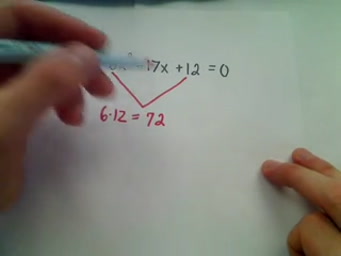 17x + 12 = 0
6·12 = 72